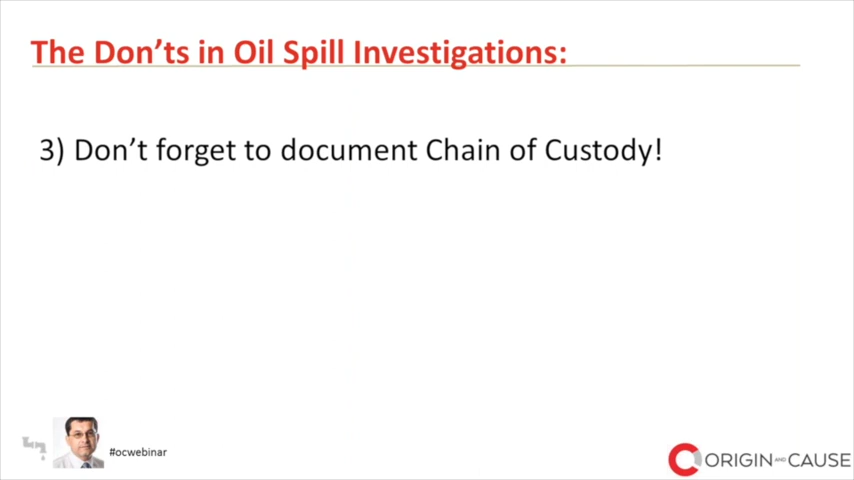 The Don’ts in Oil Spill Investigations:
3) Don’t forget to document Chain of Custody!
#ocwebinar
ORIGIN AND CAUSE